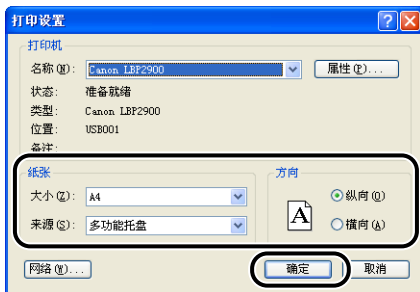 打印设置
打印机
名称(N): Canon LBP2900 属性(P)...
状态: 准备就绪
类型: Canon LBP2900
位置: USB001
备注:
纸张 方向
大小(Z): A4 纵向(O)
来源(S): 多功能托盘 A 横向(A)
网络(W)... 确定 取消